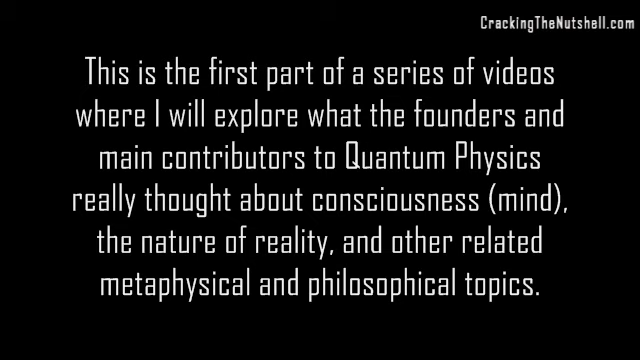 CrackingTheNutshell.com
This is the first part of a series of videos
where I will explore what the founders and
main contributors to Quantum Physics
really thought about consciousness (mind),
the nature of reality, and other related
metaphysical and philosophical topics.